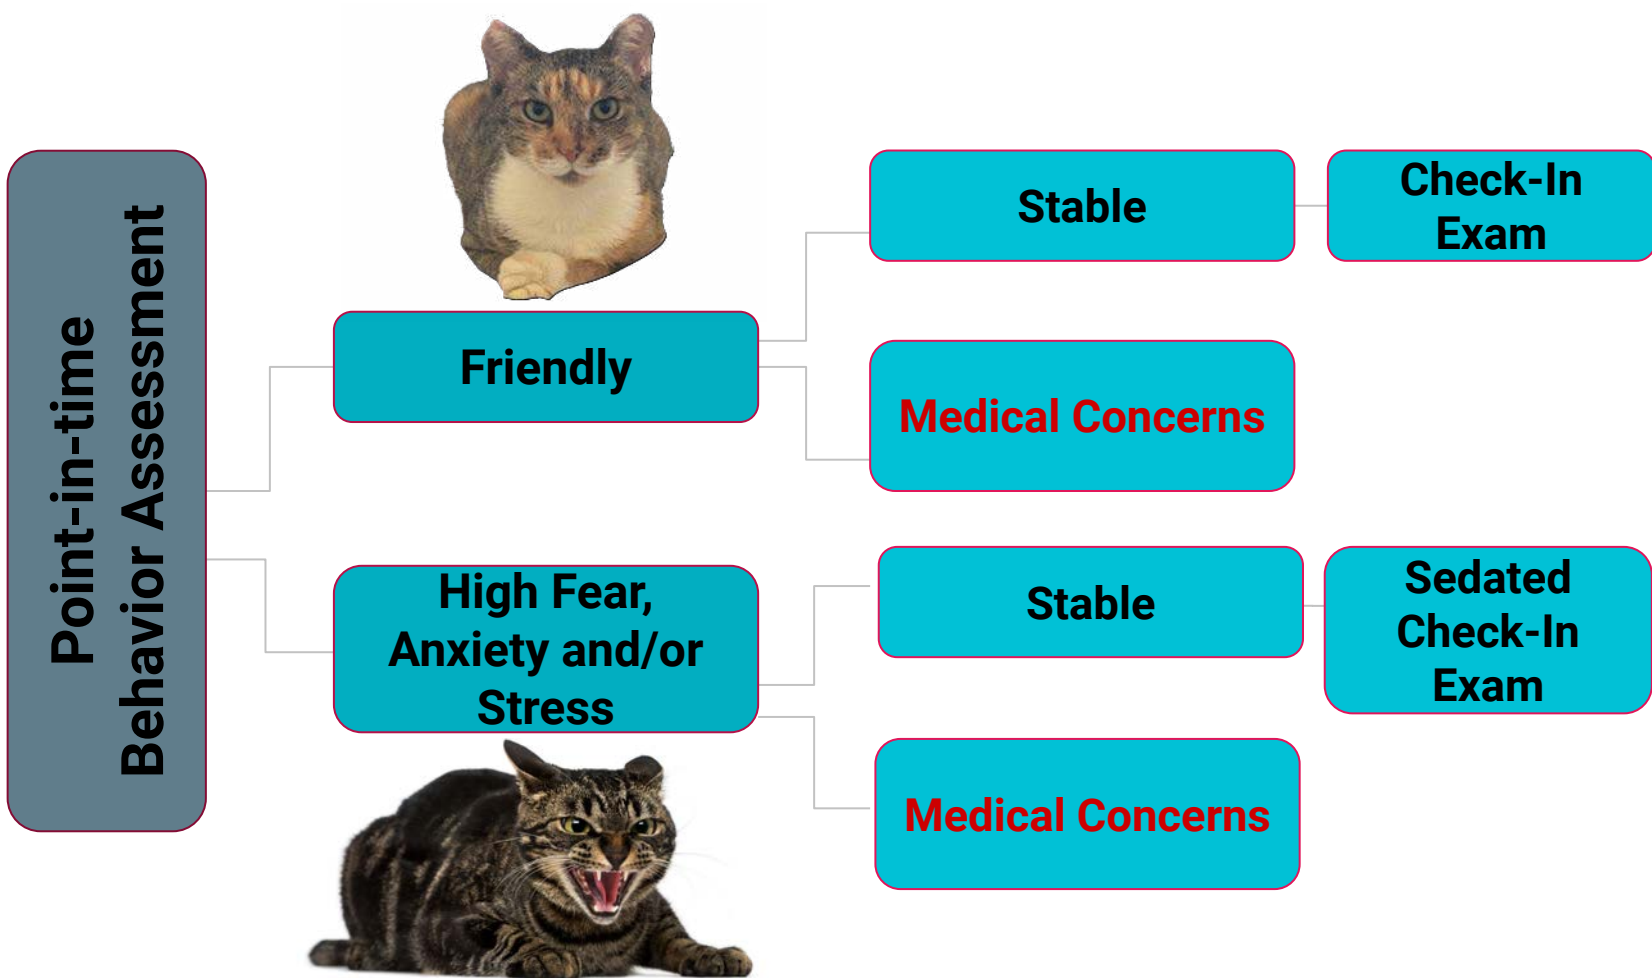 Point-in-time
Behavior Assessment
Friendly
Stable
Check-In
Exam
Medical Concerns
High Fear,
Anxiety and/or
Stress
Stable
Sedated
Check-In
Exam
Medical Concerns